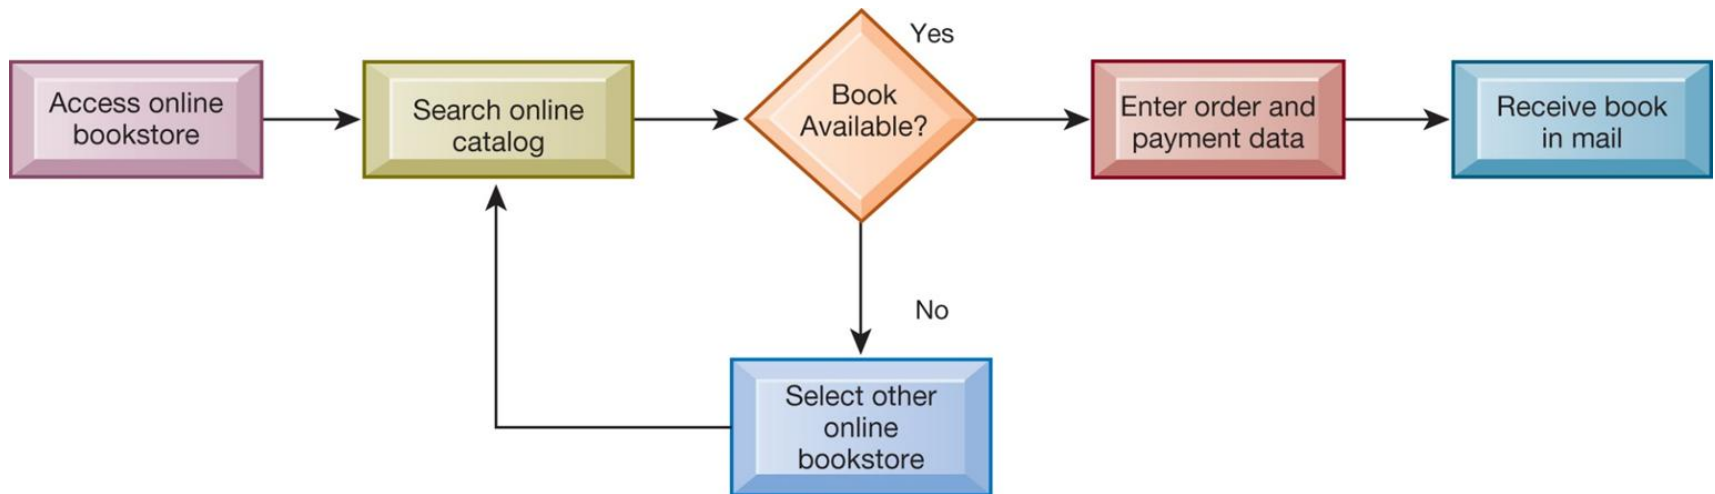 Access online
bookstore
Search online
catalog
Book
Available?
Yes
Enter order and
payment data
Receive book
in mail
No
Select other
online
bookstore